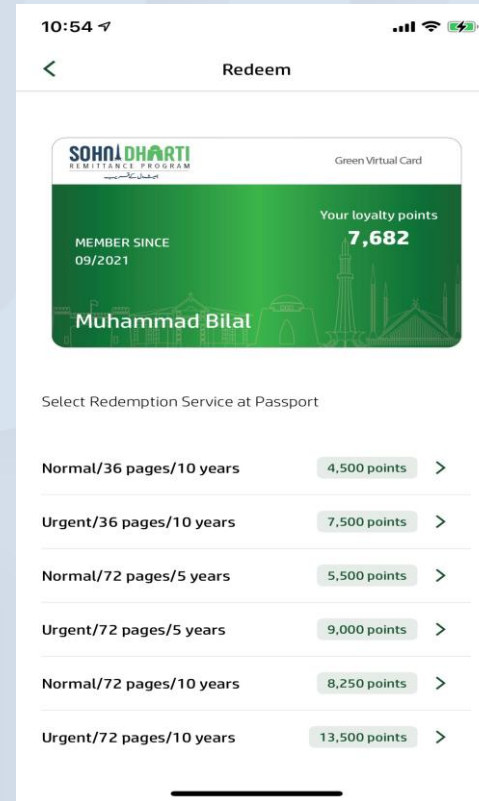 10:54
Redeem
SOHNI DHARTI
REMITTANCE PROGRAM
Green Virtual Card
Your loyalty points
7,682
MEMBER SINCE
09/2021
Muhammad Bilal
Select Redemption Service at Passport
Normal/36 pages/10 years 4,500 points
Urgent/36 pages/10 years 7,500 points
Normal/72 pages/5 years 5,500 points
Urgent/72 pages/5 years 9,000 points
Normal/72 pages/10 years 8,250 points
Urgent/72 pages/10 years 13,500 points